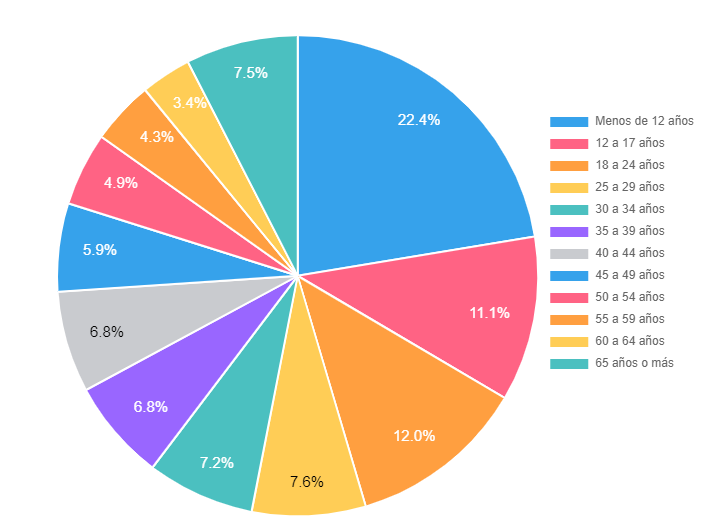 7.5%
22.4%
3.4%
4.3%
4.9%
5.9%
6.8%
6.8%
7.2%
7.6%
12.0%
11.1%
Menos de 12 años
12 a 17 años
18 a 24 años
25 a 29 años
30 a 34 años
35 a 39 años
40 a 44 años
45 a 49 años
50 a 54 años
55 a 59 años
60 a 64 años
65 años o más